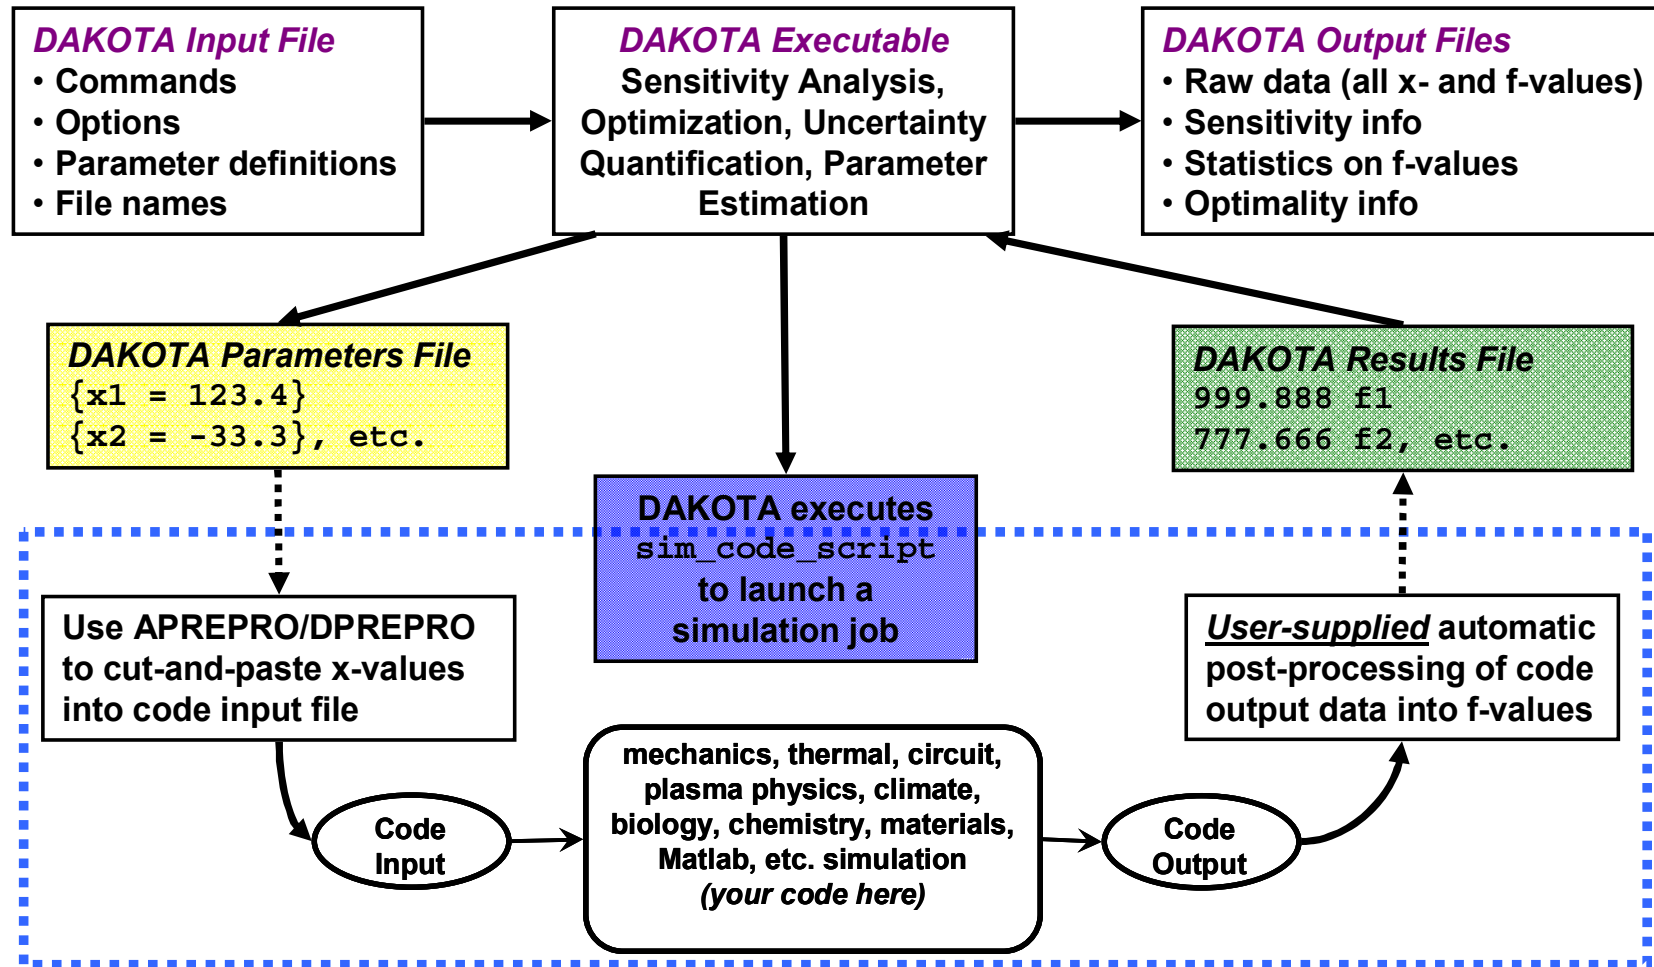 DAKOTA Input File
• Commands
• Options
• Parameter definitions
• File names
DAKOTA Executable
Sensitivity Analysis,
Optimization, Uncertainty
Quantification, Parameter
Estimation
DAKOTA Output Files
• Raw data (all x- and f-values)
• Sensitivity info
• Statistics on f-values
• Optimality info
DAKOTA Parameters File
{x1 = 123.4}
{x2 = -33.3}, etc.
DAKOTA executes
sim_code_script
to launch a
simulation job
DAKOTA Results File
999.888 f1
777.666 f2, etc.
Use APREPRO/DPREPRO
to cut-and-paste x-values
into code input file
Code
Input
mechanics, thermal, circuit,
plasma physics, climate,
biology, chemistry, materials,
Matlab, etc. simulation
(your code here)
Code
Output
User-supplied automatic
post-processing of code
output data into f-values